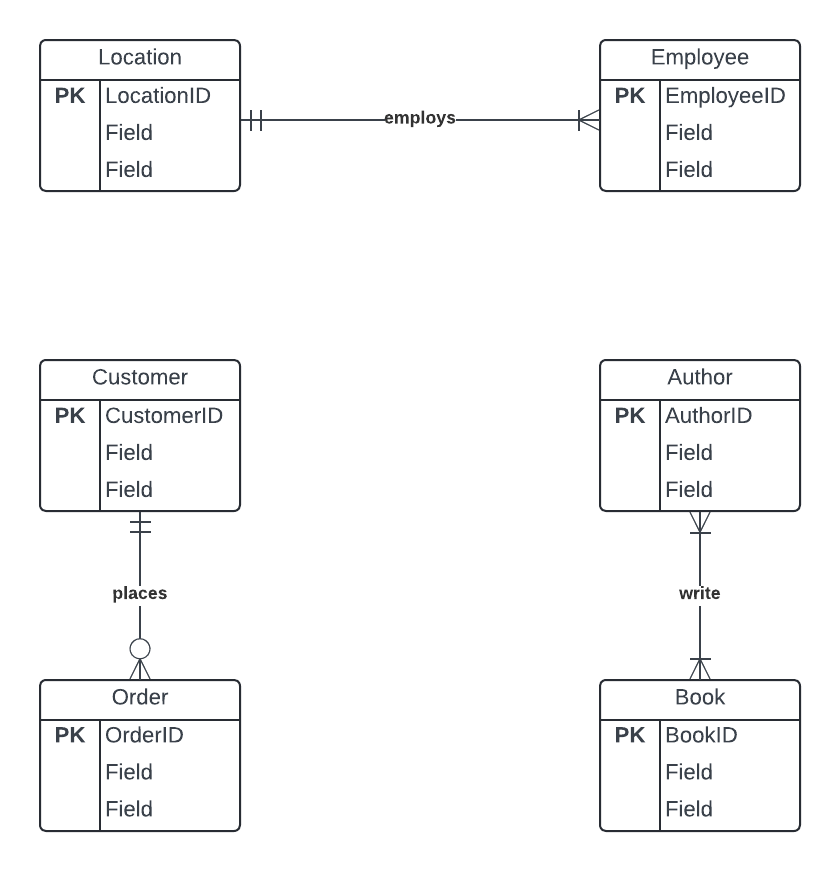 Location
PK LocationID
Field
Field
employs
Employee
PK EmployeeID
Field
Field
Customer
PK CustomerID
Field
Field
places
Order
PK OrderID
Field
Field
Author
PK AuthorID
Field
Field
write
Book
PK BookID
Field
Field